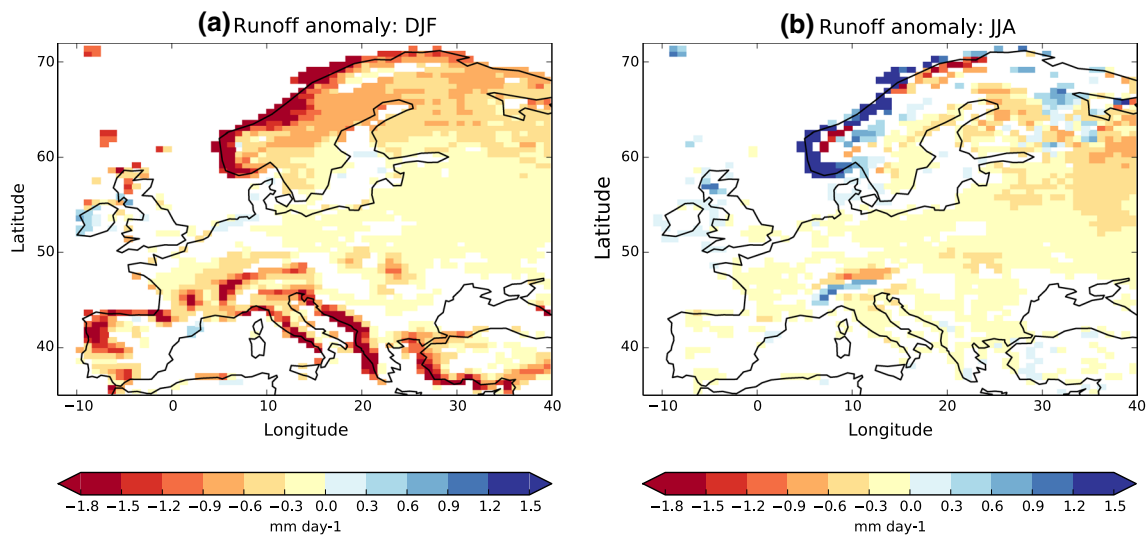 (a) Runoff anomaly: DJF
70
60
50
40
Latitude
−10 0 10 20 30 40
Longitude
−1.8 −1.5 −1.2 −0.9 −0.6 −0.3 0.0 0.3 0.6 0.9 1.2 1.5
mm day-1
(b) Runoff anomaly: JJA
70
60
50
40
Latitude
−10 0 10 20 30 40
Longitude
−1.8 −1.5 −1.2 −0.9 −0.6 −0.3 0.0 0.3 0.6 0.9 1.2 1.5
mm day-1